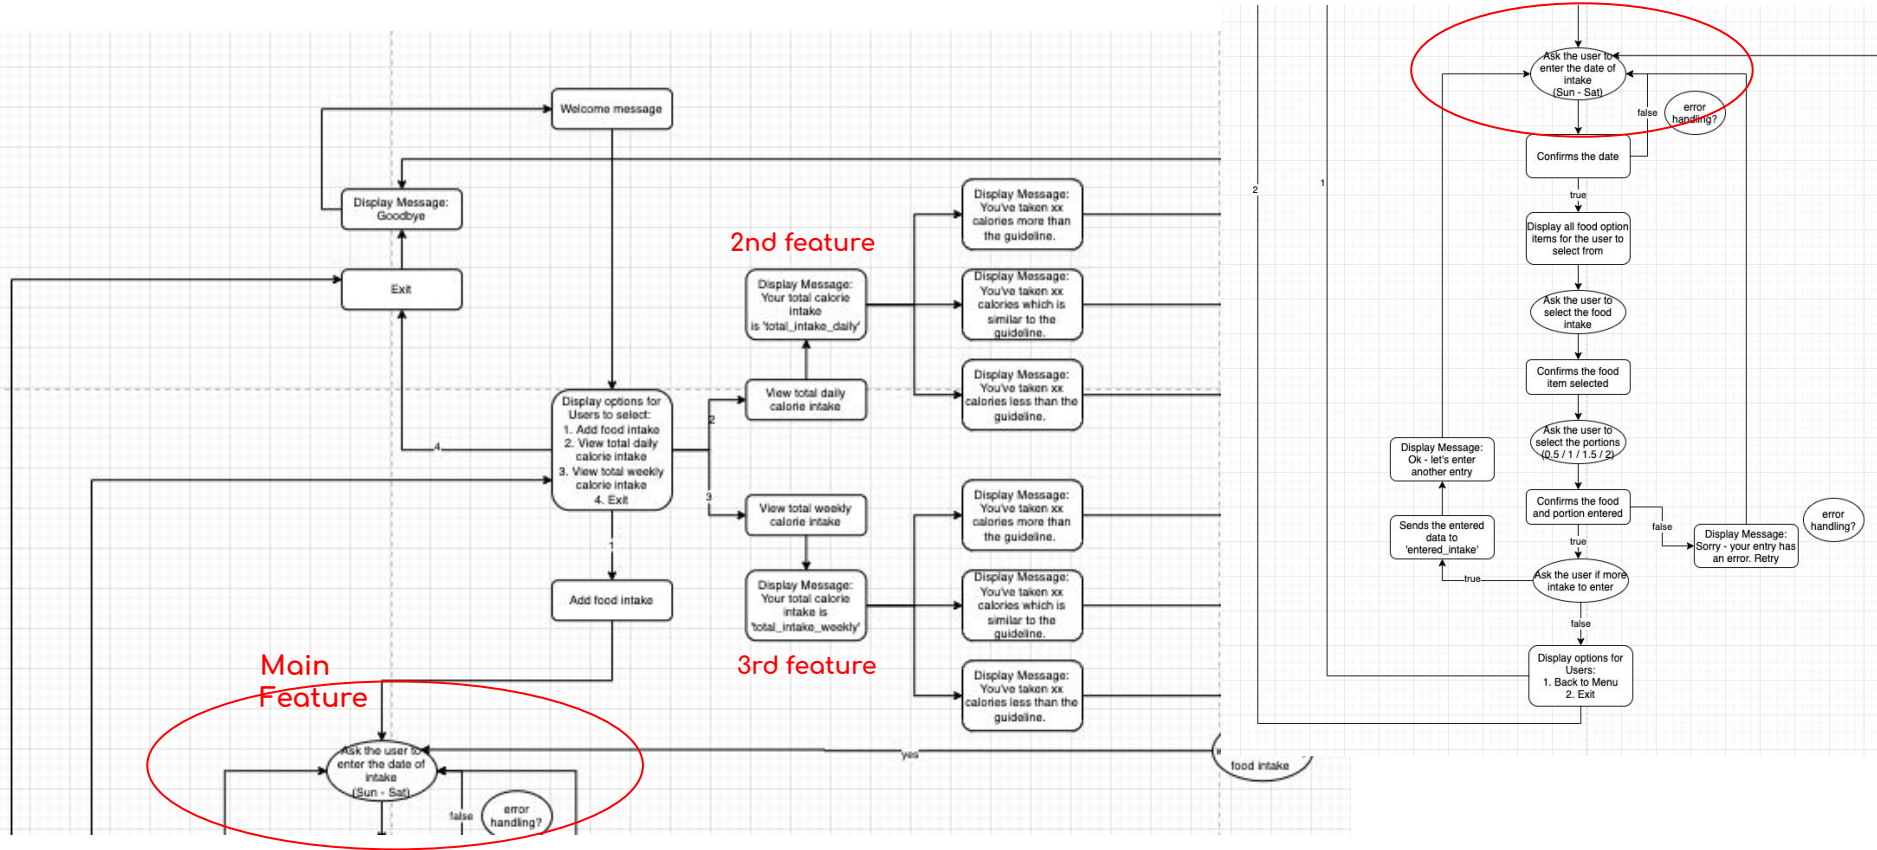 Welcome message
Display Message:
Goodbye
Exit
4
Display options for
Users to select:
1. Add food intake
2. View total daily
calorie intake
3. View total weekly
calorie intake
4. Exit
1
Add food intake
2
3
2nd feature
Display Message:
Your total calorie
intake
is 'total_intake_daily'
View total daily
calorie intake
View total weekly
calorie intake
Display Message:
Your total calorie
intake is
'total_intake_weekly'
3rd feature
Display Message:
You've taken xx
calories more than
the guideline.
Display Message:
You've taken xx
calories which is
similar to the
guideline.
Display Message:
You've taken xx
calories less than the
guideline.
Display Message:
You've taken xx
calories more than
the guideline.
Display Message:
You've taken xx
calories which is
similar to the
guideline.
Display Message:
You've taken xx
calories less than the
guideline.
Main
Feature
Ask the user to
enter the date of
intake
(Sun - Sat)
false
error
handling?
yes
food intake
2
1
Ask the user to
enter the date of
intake
(Sun - Sat)
false
error
handling?
Confirms the date
true
Display all food option
items for the user to
select from
Ask the user to
select the food
intake
Confirms the food
item selected
Ask the user to
select the portions
(0.5 / 1 / 1.5 / 2)
Confirms the food
and portion entered
false
Display Message:
Sorry - your entry has
an error. Retry
error
handling?
true
Ask the user if more
intake to enter
true
Sends the entered
data to
'entered_intake'
Display Message:
Ok - let's enter
another entry
false
Display options for
Users:
1. Back to Menu
2. Exit